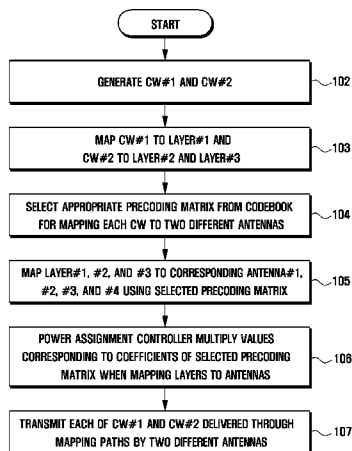 START
GENERATE CW#1 AND CW#2
102
MAP CW#1 TO LAYER#1 AND
CW#2 TO LAYER#2 AND LAYER#3
103
SELECT APPROPRIATE PRECODING MATRIX FROM CODEBOOK
FOR MAPPING EACH CW TO TWO DIFFERENT ANTENNAS
104
MAP LAYER#1, #2, AND #3 TO CORRESPONDING ANTENNA#1,
#2, #3, AND #4 USING SELECTED PRECODING MATRIX
105
POWER ASSIGNMENT CONTROLLER MULTIPLY VALUES
CORRESPONDING TO COEFFICIENTS OF SELECTED PRECODING
MATRIX WHEN MAPPING LAYERS TO ANTENNAS
106
TRANSMIT EACH OF CW#1 AND CW#2 DELIVERED THROUGH
MAPPING PATHS BY TWO DIFFERENT ANTENNAS
107